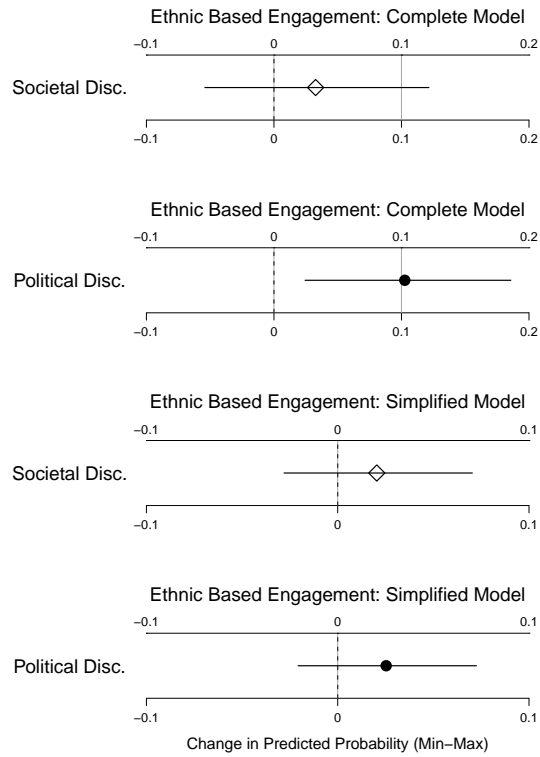 Ethnic Based Engagement: Complete Model
−0.1 0 0.1 0.2
Societal Disc.
−0.1 0 0.1 0.2
Ethnic Based Engagement: Complete Model
−0.1 0 0.1 0.2
Political Disc.
−0.1 0 0.1 0.2
Ethnic Based Engagement: Simplified Model
−0.1 0 0.1
Societal Disc.
−0.1 0 0.1
Ethnic Based Engagement: Simplified Model
−0.1 0 0.1
Political Disc.
−0.1 0 0.1
Change in Predicted Probability (Min−Max)